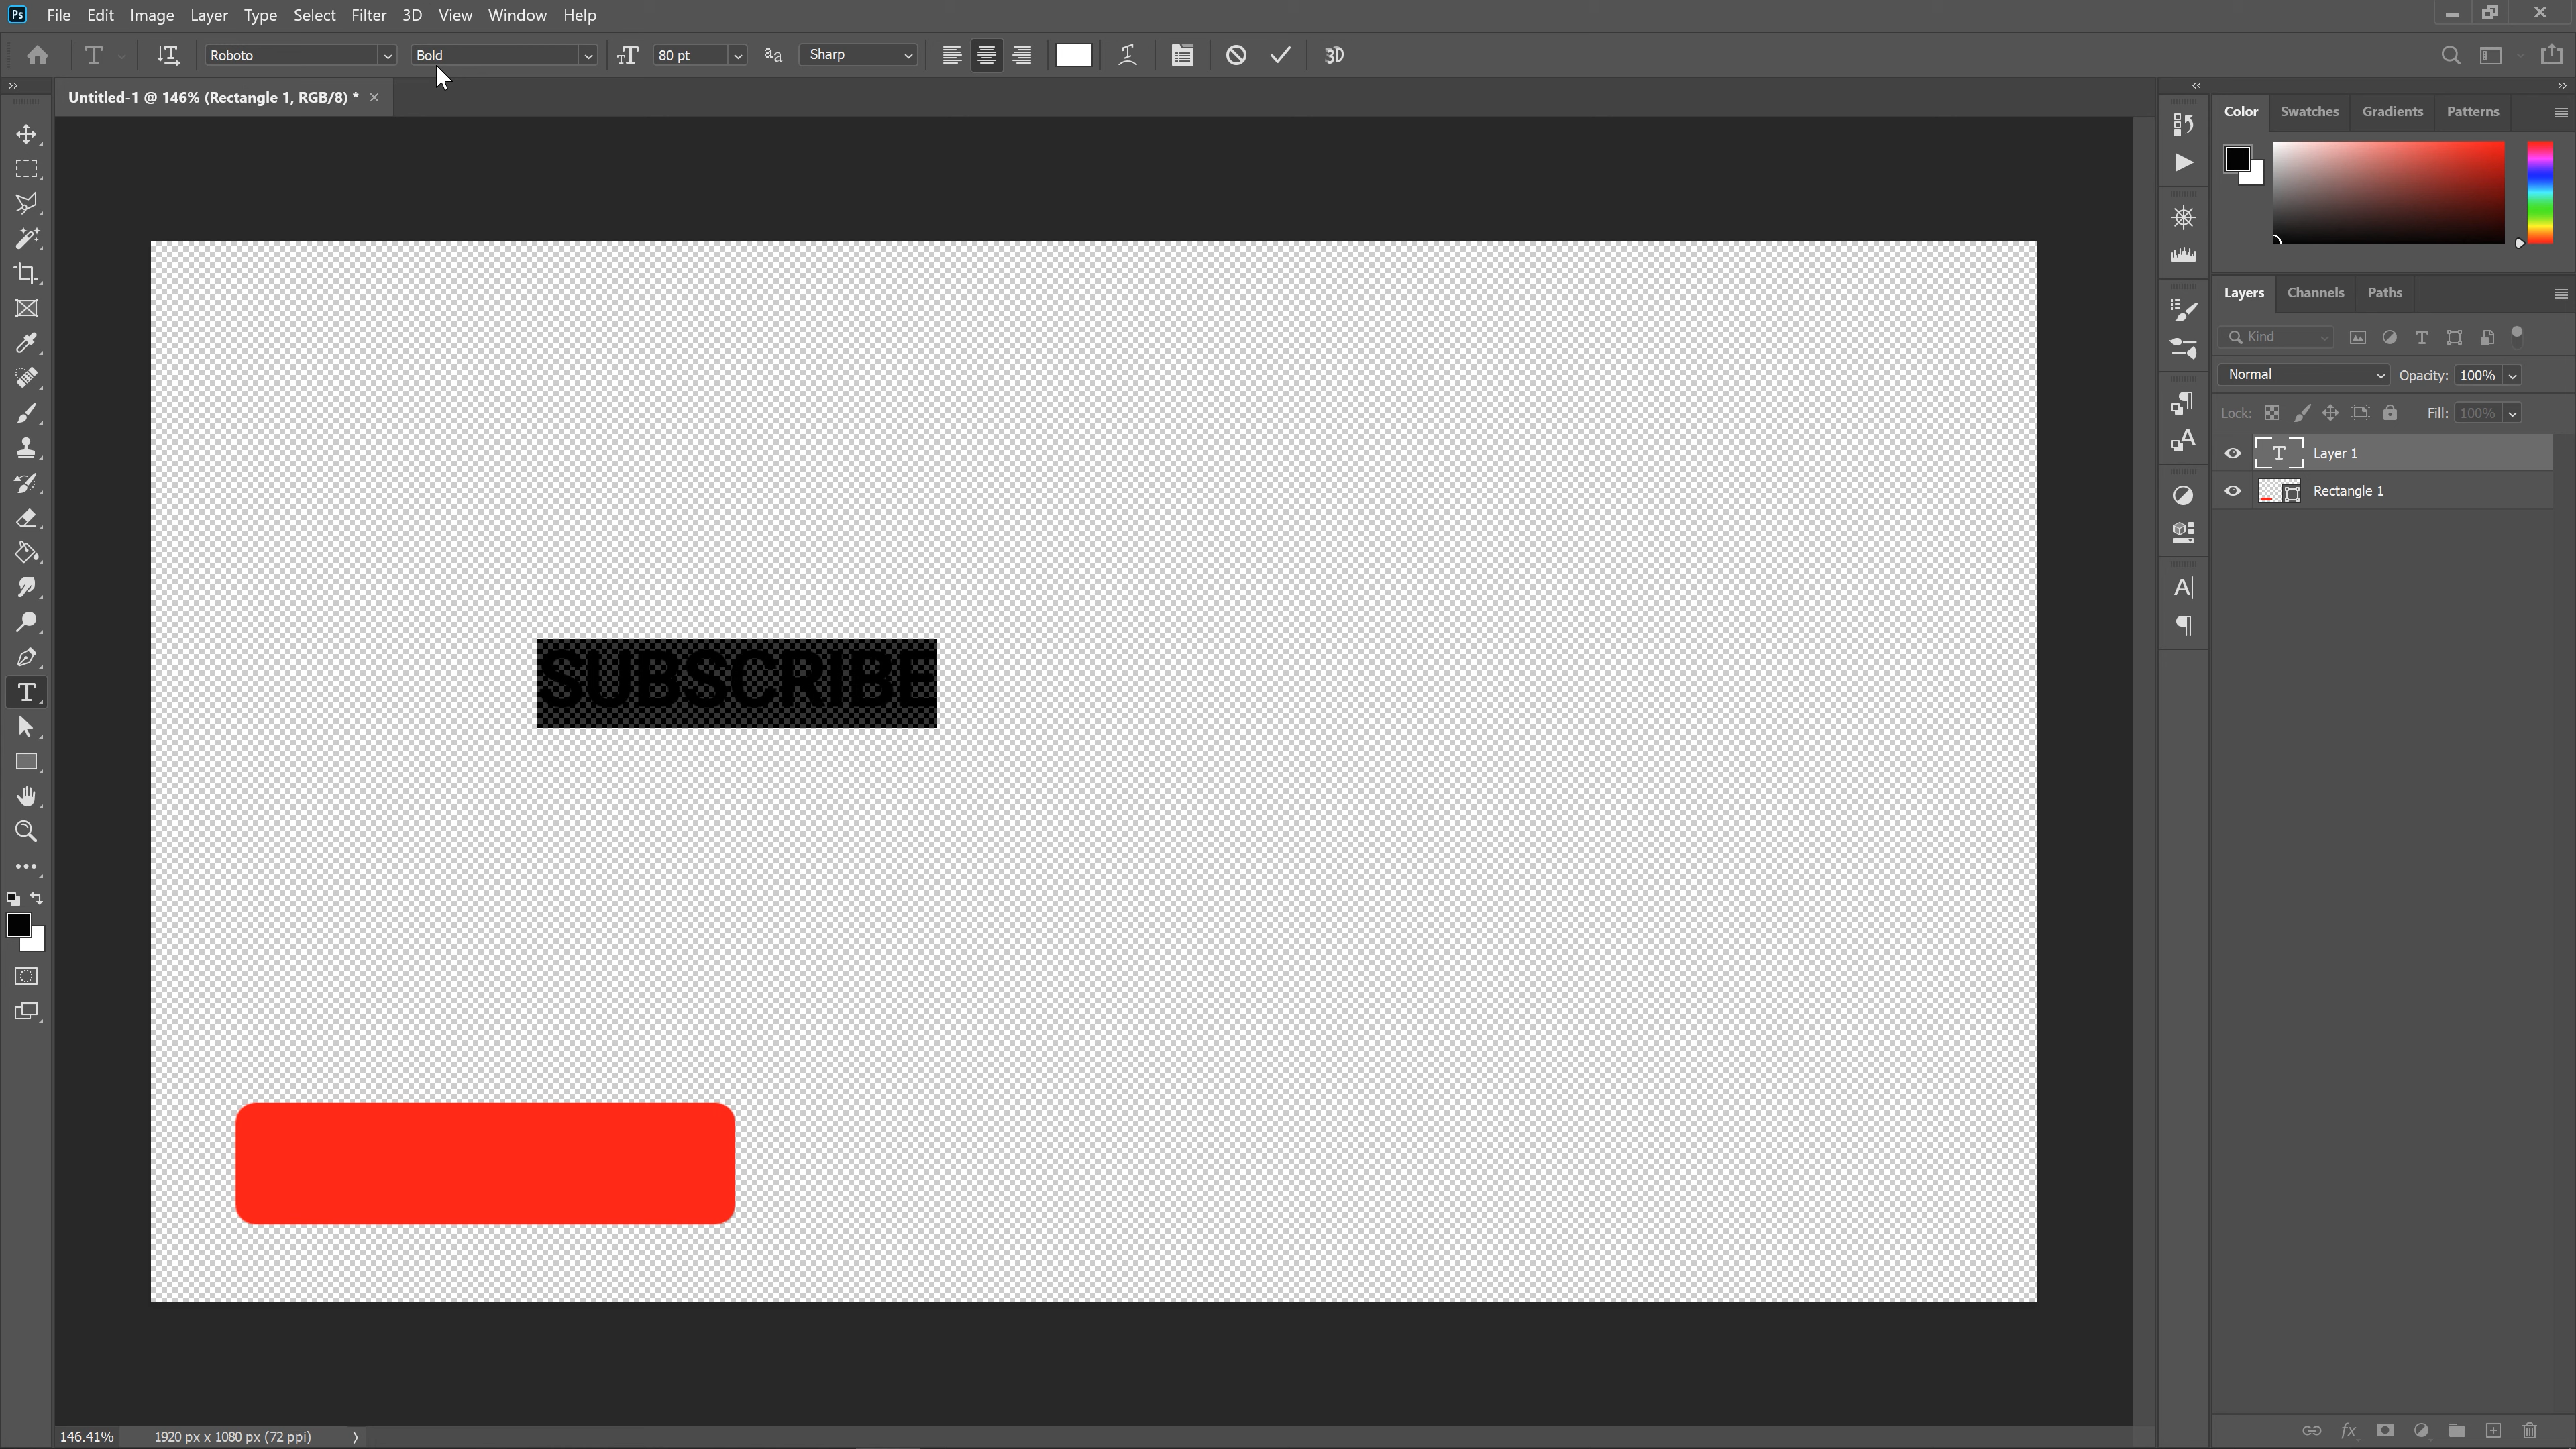 Ps File Edit Image Layer Type Select Filter 3D View Window Help
Roboto Bold 80 pt Sharp 3D
Untitled-1 @ 146% (Rectangle 1, RGB/8) *
Color Swatches Gradients Patterns
Layers Channels Paths
Kind
Normal Opacity: 100%
Lock: Fill: 100%
Layer 1
Rectangle 1
SUBSCRIBE
146.41% 1920 px x 1080 px (72 ppi)